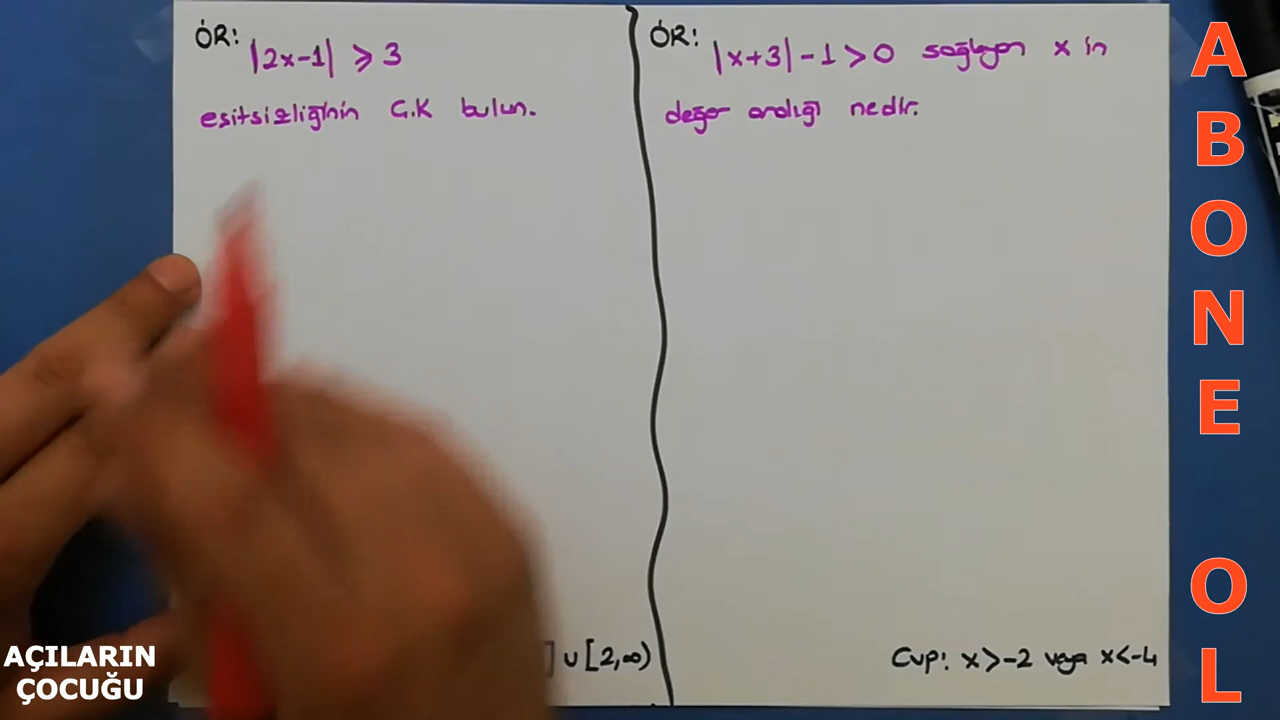 ÖR: |2x-1| ⩾ 3
eşitsizliğinin Ç.K bulun.
] ∪ [2,∞)
ÖR: |x+3| - 1 > 0 sağlayan x in
değer aralığı nedir.
Cvp: x>-2 veya x<-4
ABONE OL
AÇILARIN
ÇOCUĞU